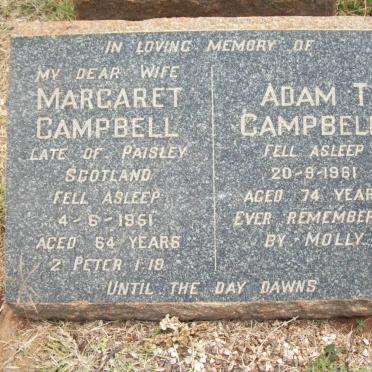 IN LOVING MEMORY OF
MY DEAR WIFE
MARGARET
CAMPBELL
LATE OF PAISLEY
SCOTLAND
FELL ASLEEP
4-6-1951
AGED 64 YEARS
2 PETER 1.19
ADAM T
CAMPBELL
FELL ASLEEP
20-9-1961
AGED 74 YEAR
EVER REMEMBER
BY MOLLY
UNTIL THE DAY DAWNS